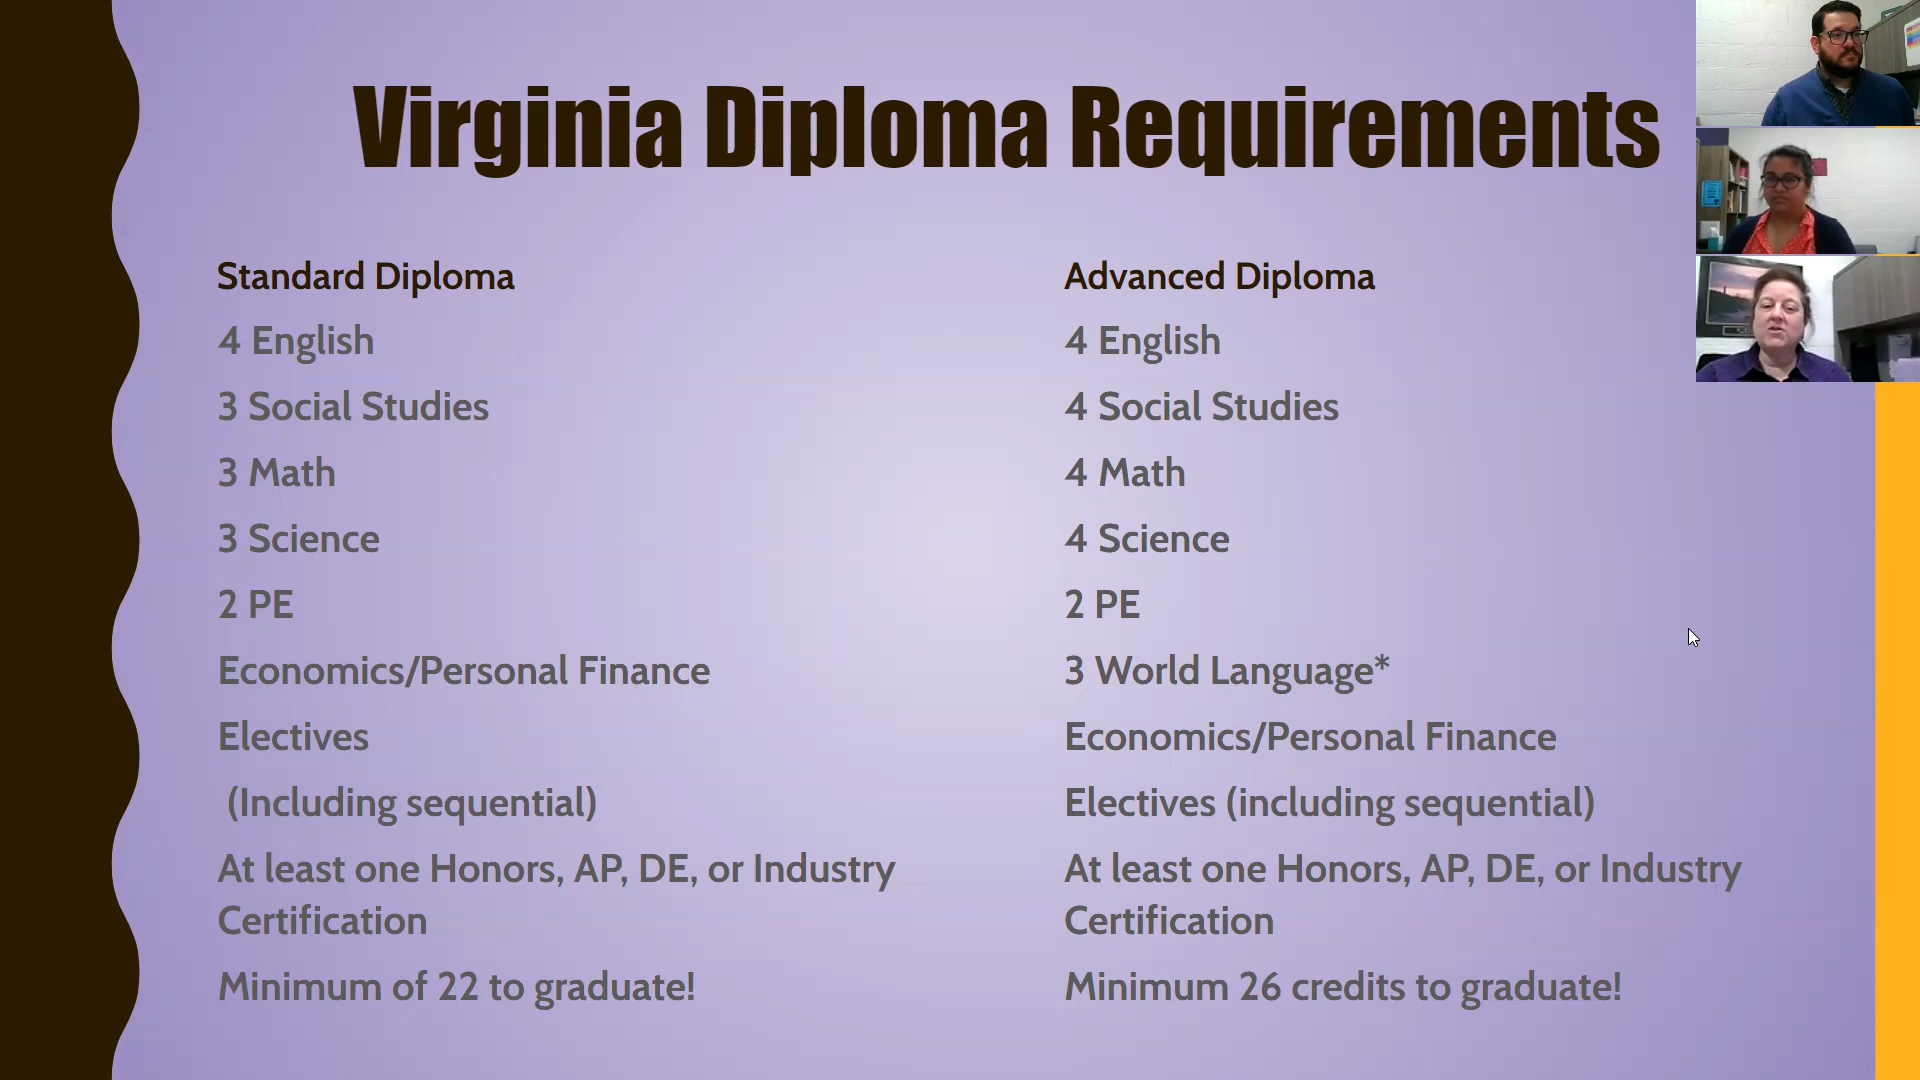 Virginia Diploma Requirements
Standard Diploma
4 English
3 Social Studies
3 Math
3 Science
2 PE
Economics/Personal Finance
Electives
(Including sequential)
At least one Honors, AP, DE, or Industry
Certification
Minimum of 22 to graduate!
Advanced Diploma
4 English
4 Social Studies
4 Math
4 Science
2 PE
3 World Language*
Economics/Personal Finance
Electives (including sequential)
At least one Honors, AP, DE, or Industry
Certification
Minimum 26 credits to graduate!